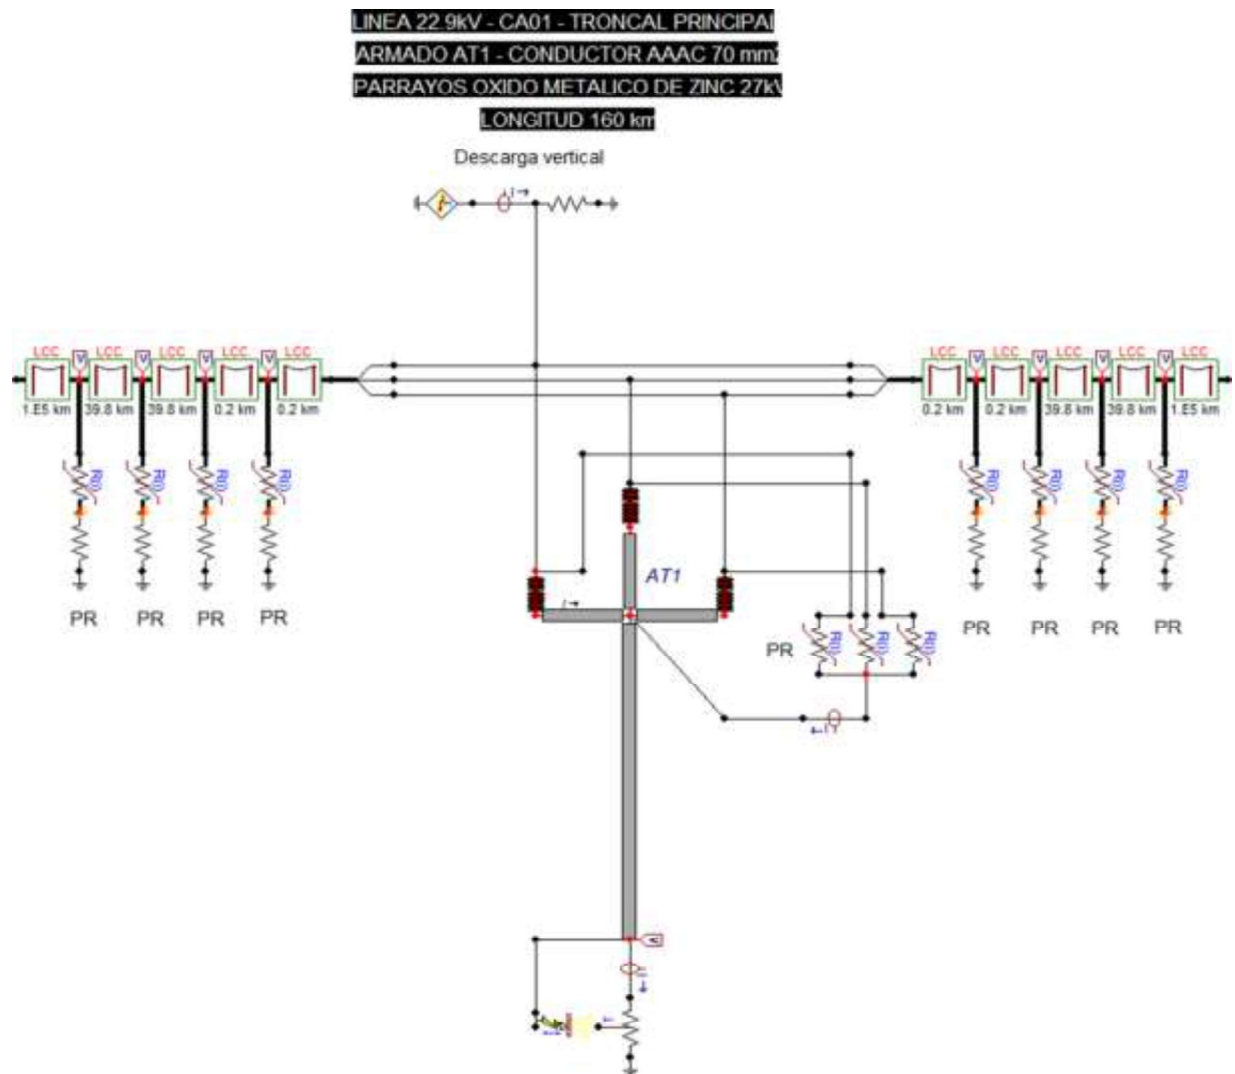 LINEA 22.9kV - CA01 - TRONCAL PRINCIPAL
ARMADO AT1 - CONDUCTOR AAAC 70 mm2
PARRAYOS OXIDO METALICO DE ZINC 27kV
LONGITUD 160 km
Descarga vertical
I
LCC V LCC V LCC V LCC V LCC
LCC V LCC V LCC V LCC V LCC
1.E5 km 39.8 km 39.8 km 0.2 km 0.2 km
0.2 km 0.2 km 39.8 km 39.8 km 1.E5 km
R(i) R(i) R(i) R(i)
R(i) R(i) R(i) R(i)
AT1
I
PR PR PR PR
PR R(i) R(i) R(i)
PR PR PR PR
I
V
I
T